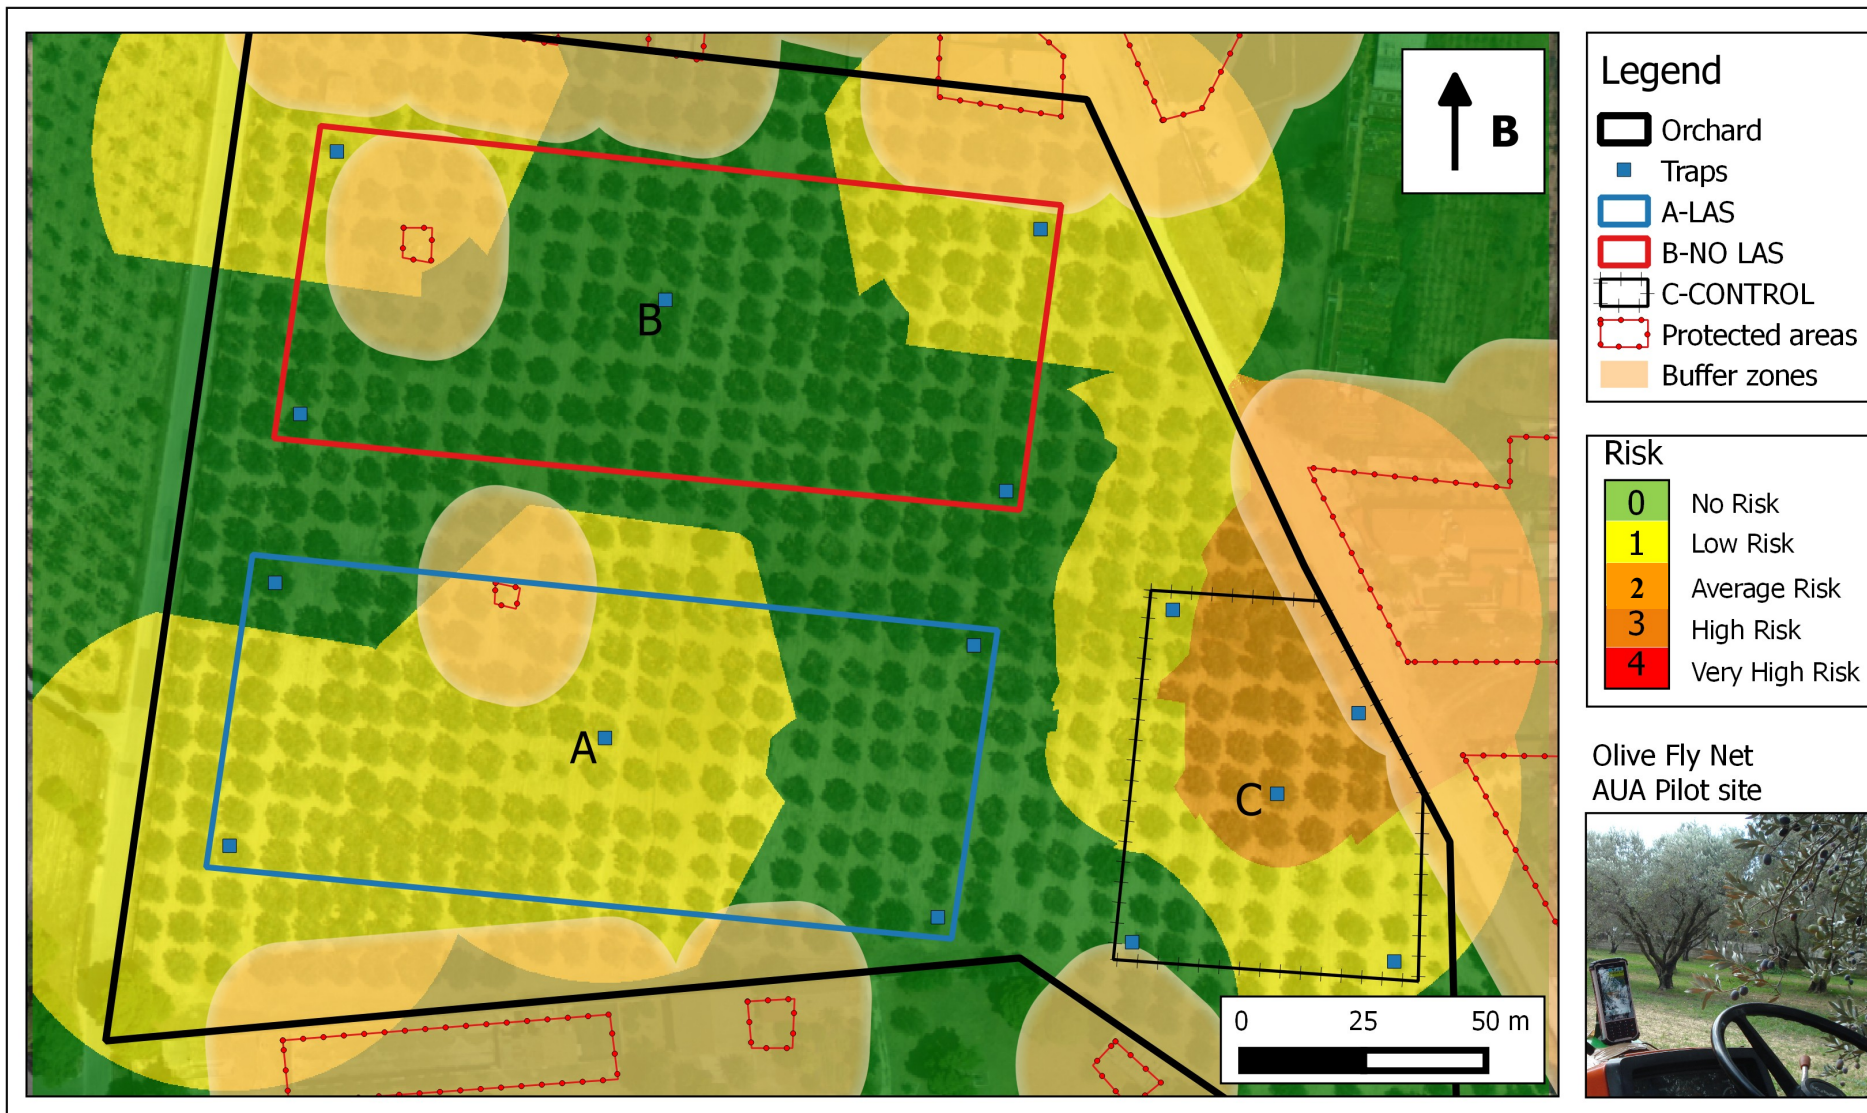 B
B
A
C
0 25 50 m
Legend
Orchard
Traps
A-LAS
B-NO LAS
C-CONTROL
Protected areas
Buffer zones
Risk
0 No Risk
1 Low Risk
2 Average Risk
3 High Risk
4 Very High Risk
Olive Fly Net
AUA Pilot site